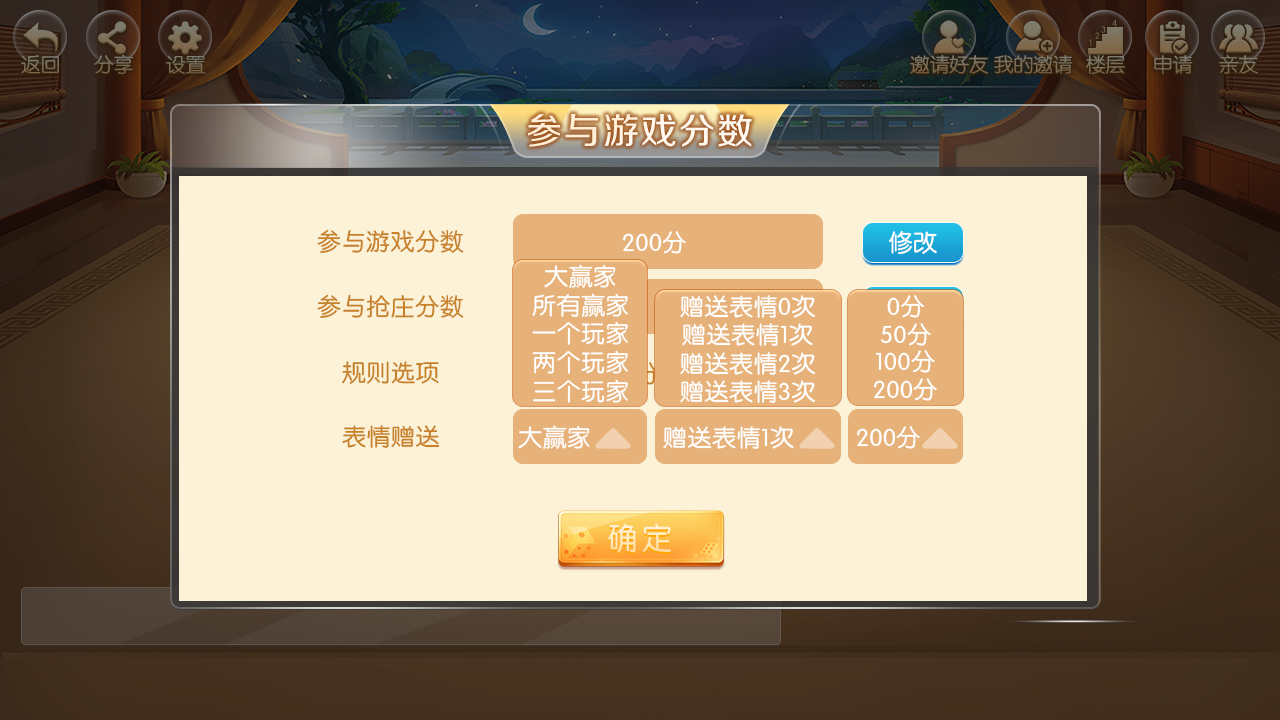 返回
分享
设置
邀请好友
我的邀请
楼层
申请
亲友
参与游戏分数
参与游戏分数
200分
修改
参与抢庄分数
规则选项
大赢家
所有赢家
一个玩家
两个玩家
三个玩家
赠送表情0次
赠送表情1次
赠送表情2次
赠送表情3次
0分
50分
100分
200分
表情赠送
大赢家
赠送表情1次
200分
确定